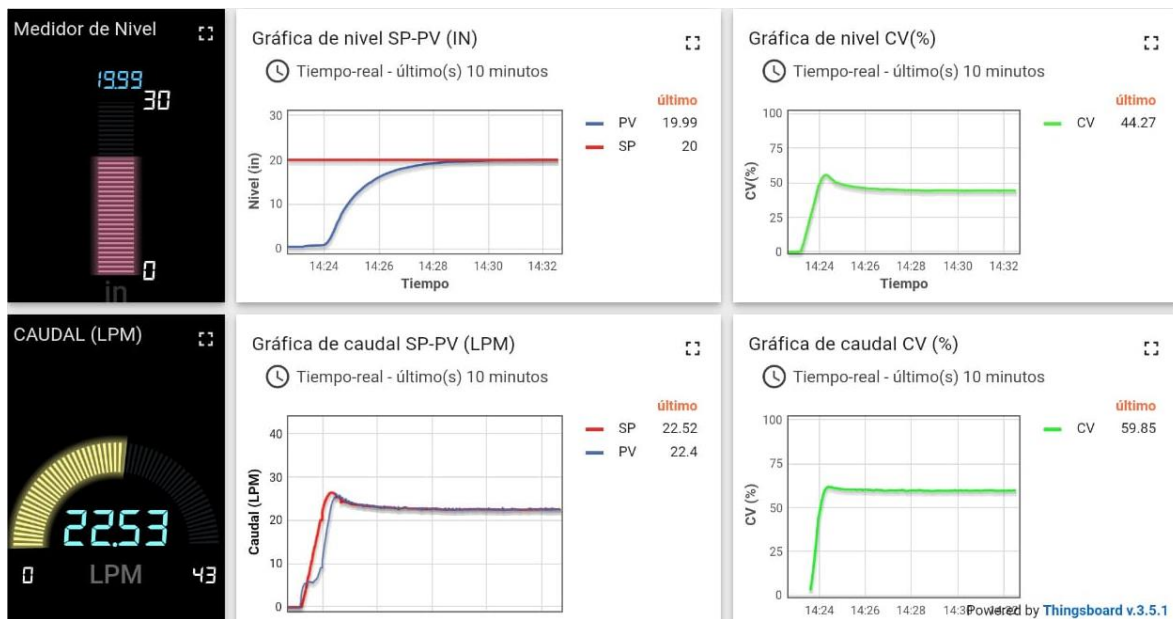 Medidor de Nivel
19.99
30
0
in
Gráfica de nivel SP-PV (IN)
Tiempo-real - último(s) 10 minutos
último
PV 19.99
SP 20
30
20
10
0
Nivel (in)
14:24 14:26 14:28 14:30 14:32
Tiempo
Gráfica de nivel CV(%)
Tiempo-real - último(s) 10 minutos
último
CV 44.27
100
75
50
25
0
CV(%)
14:24 14:26 14:28 14:30 14:32
Tiempo
CAUDAL (LPM)
22.53
0 LPM 43
Gráfica de caudal SP-PV (LPM)
Tiempo-real - último(s) 10 minutos
último
SP 22.52
PV 22.4
40
30
20
10
0
Caudal (LPM)
Gráfica de caudal CV (%)
Tiempo-real - último(s) 10 minutos
último
CV 59.85
100
75
50
25
0
CV (%)
14:24 14:26 14:28
Powered by Thingsboard v.3.5.1